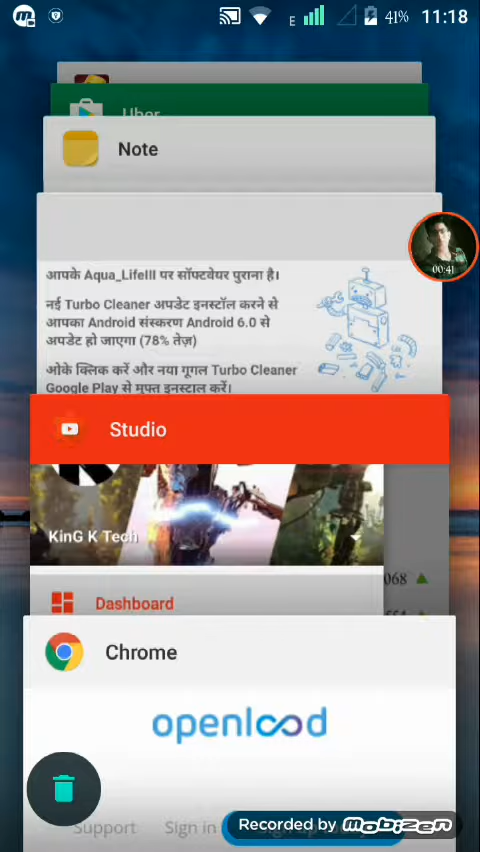 E
41%
11:18
Uber
Note
00:41
आपके Aqua_LifeIII पर सॉफ्टवेयर पुराना है।
नई Turbo Cleaner अपडेट इनस्टॉल करने से
आपका Android संस्करण Android 6.0 से
अपडेट हो जाएगा (78% तेज़)
ओके क्लिक करें और नया गूगल Turbo Cleaner
Google Play से मुफ्त इनस्टाल करें।
Studio
KinG K Tech
068
Dashboard
Chrome
openload
Support
Sign in
Recorded by MOBIZEN